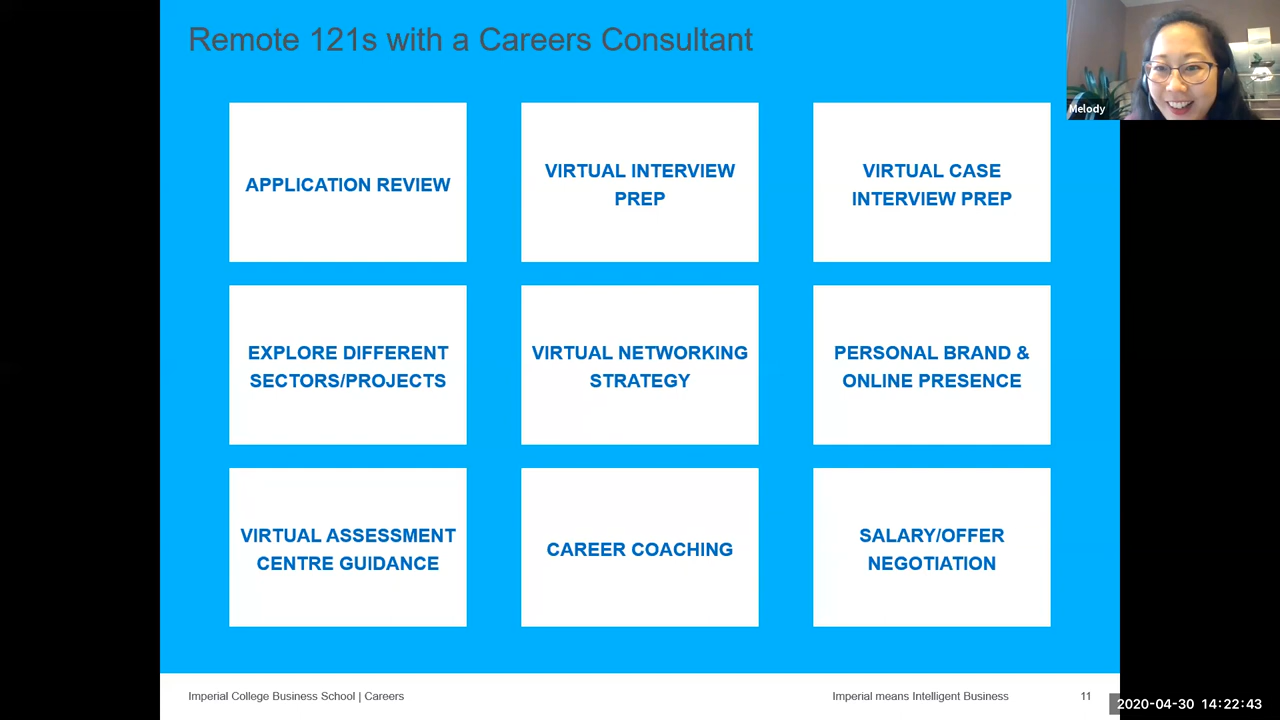 Remote 121s with a Careers Consultant
Melody
APPLICATION REVIEW
VIRTUAL INTERVIEW
PREP
VIRTUAL CASE
INTERVIEW PREP
EXPLORE DIFFERENT
SECTORS/PROJECTS
VIRTUAL NETWORKING
STRATEGY
PERSONAL BRAND &
ONLINE PRESENCE
VIRTUAL ASSESSMENT
CENTRE GUIDANCE
CAREER COACHING
SALARY/OFFER
NEGOTIATION
Imperial College Business School | Careers
Imperial means Intelligent Business
11
2020-04-30 14:22:43